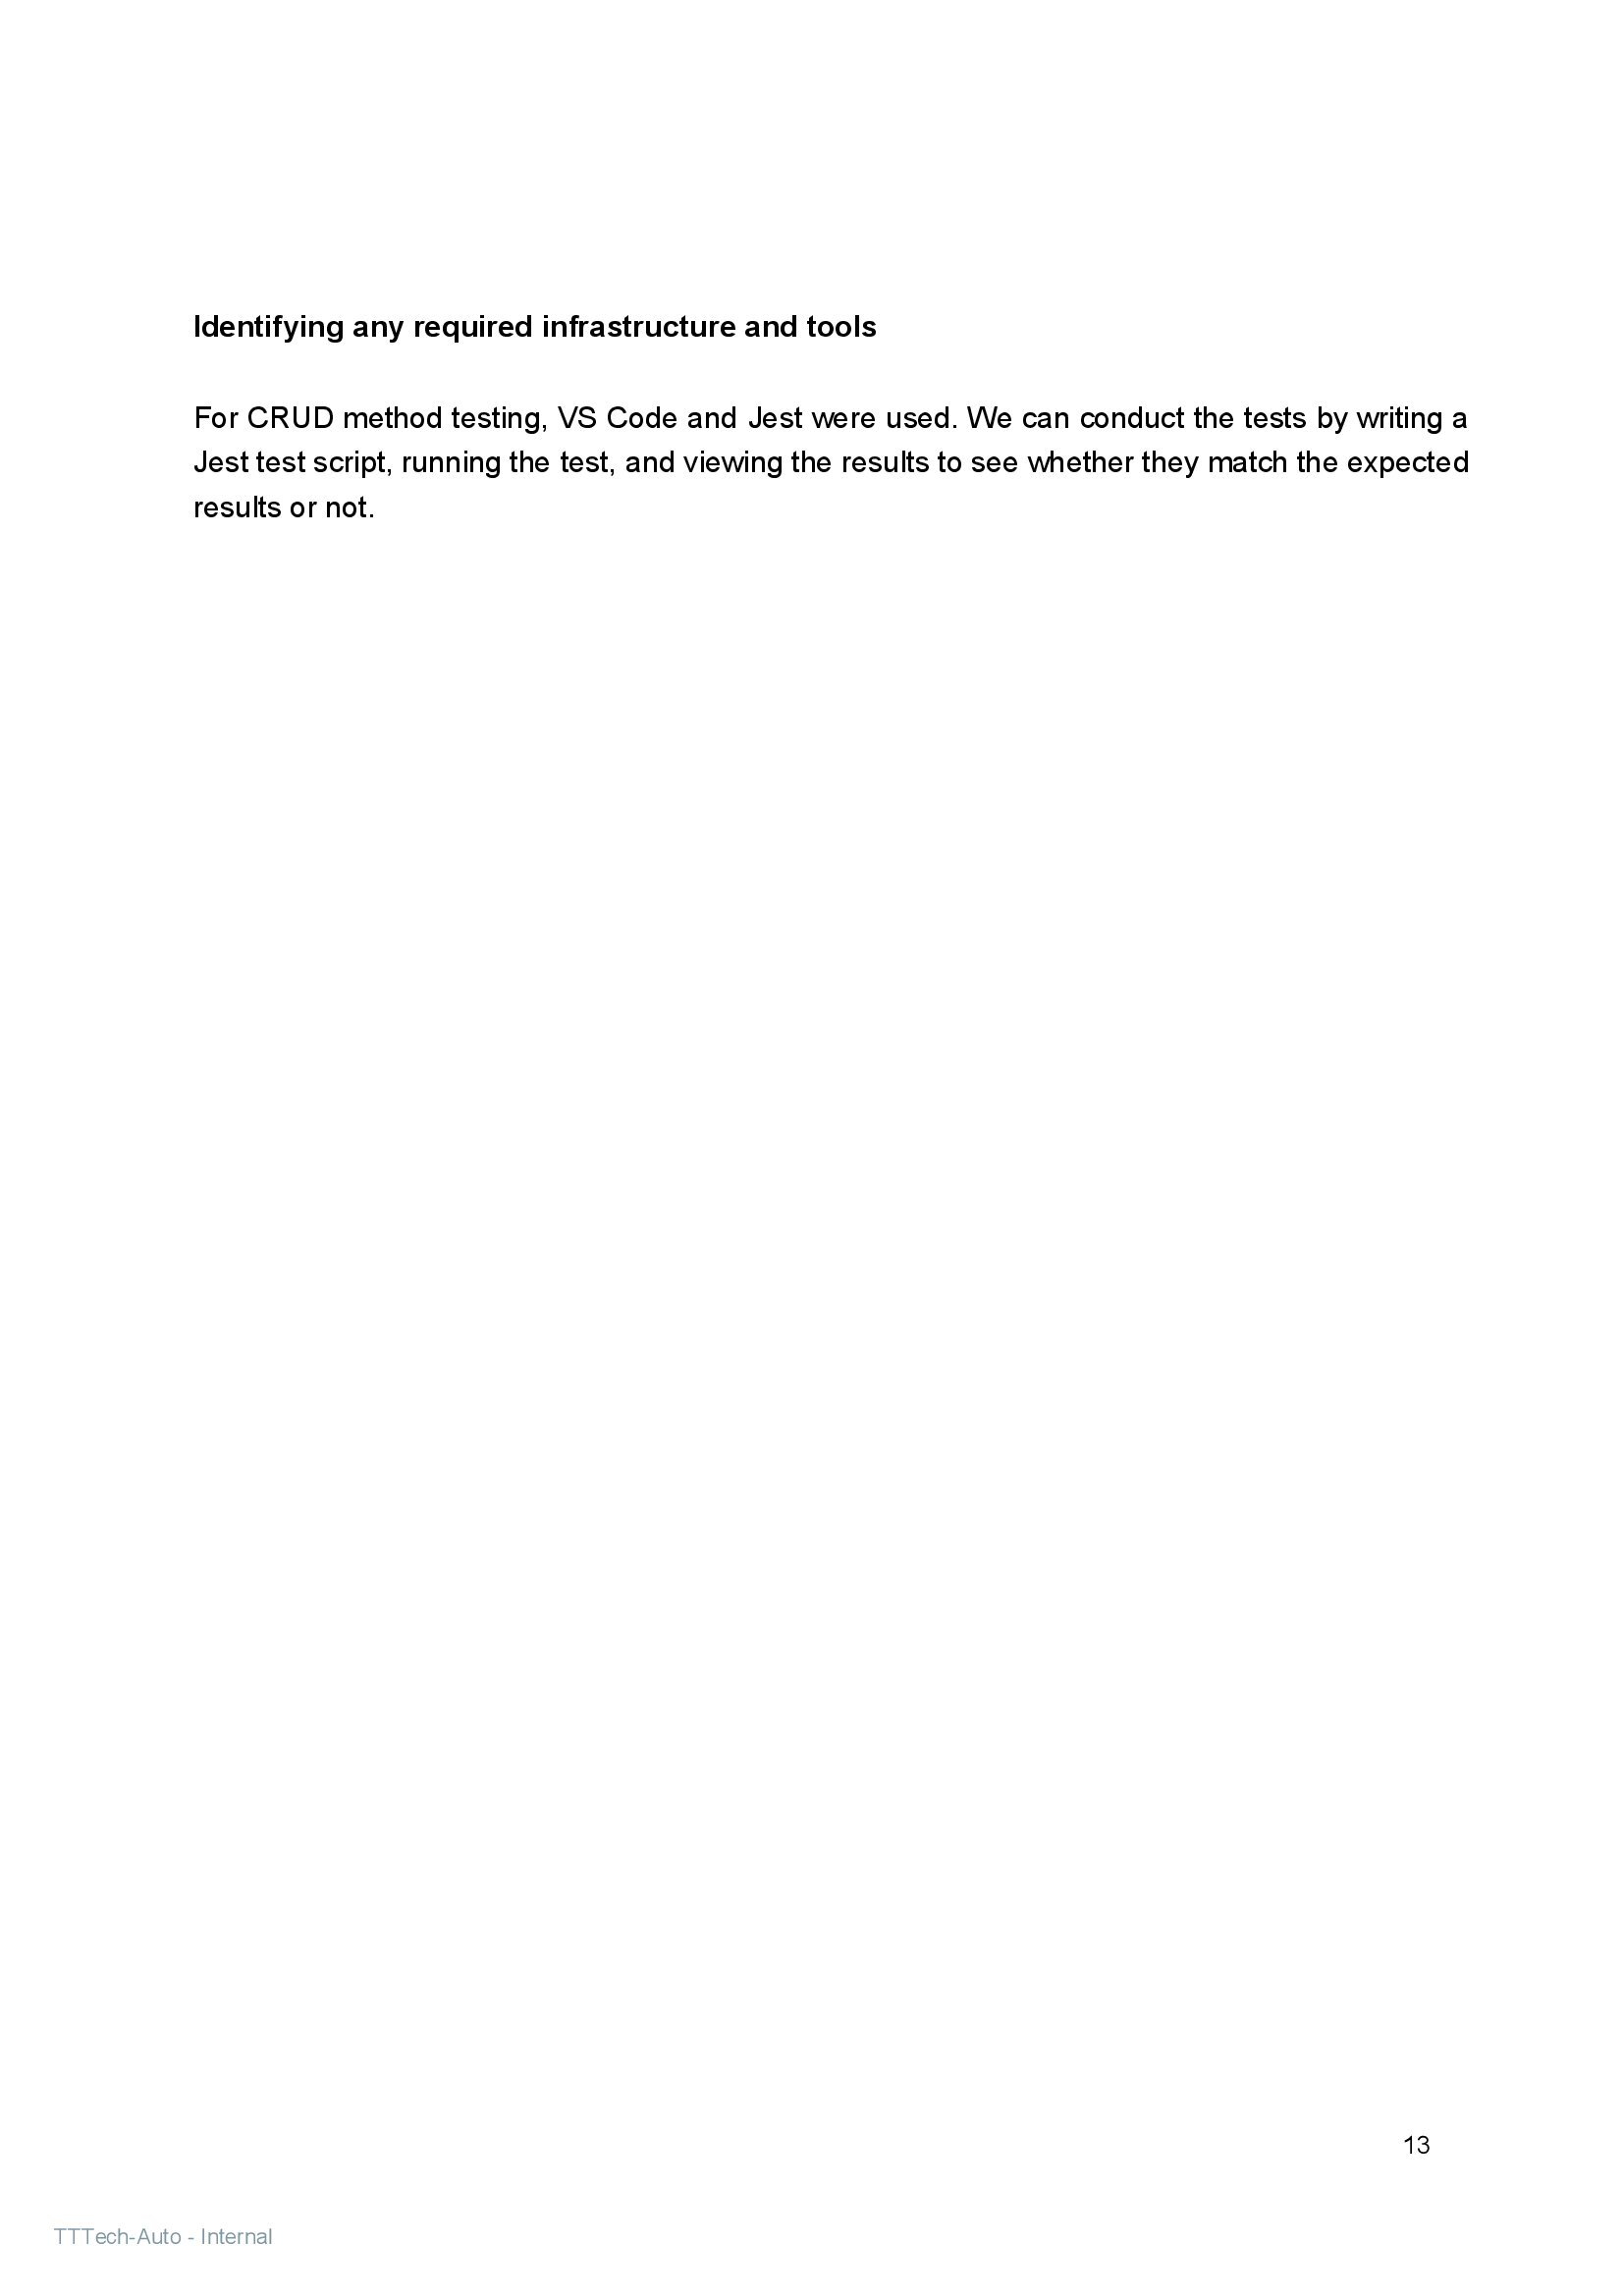 Identifying any required infrastructure and tools
For CRUD method testing, VS Code and Jest were used. We can conduct the tests by writing a
Jest test script, running the test, and viewing the results to see whether they match the expected
results or not.
13
TTTech-Auto - Internal